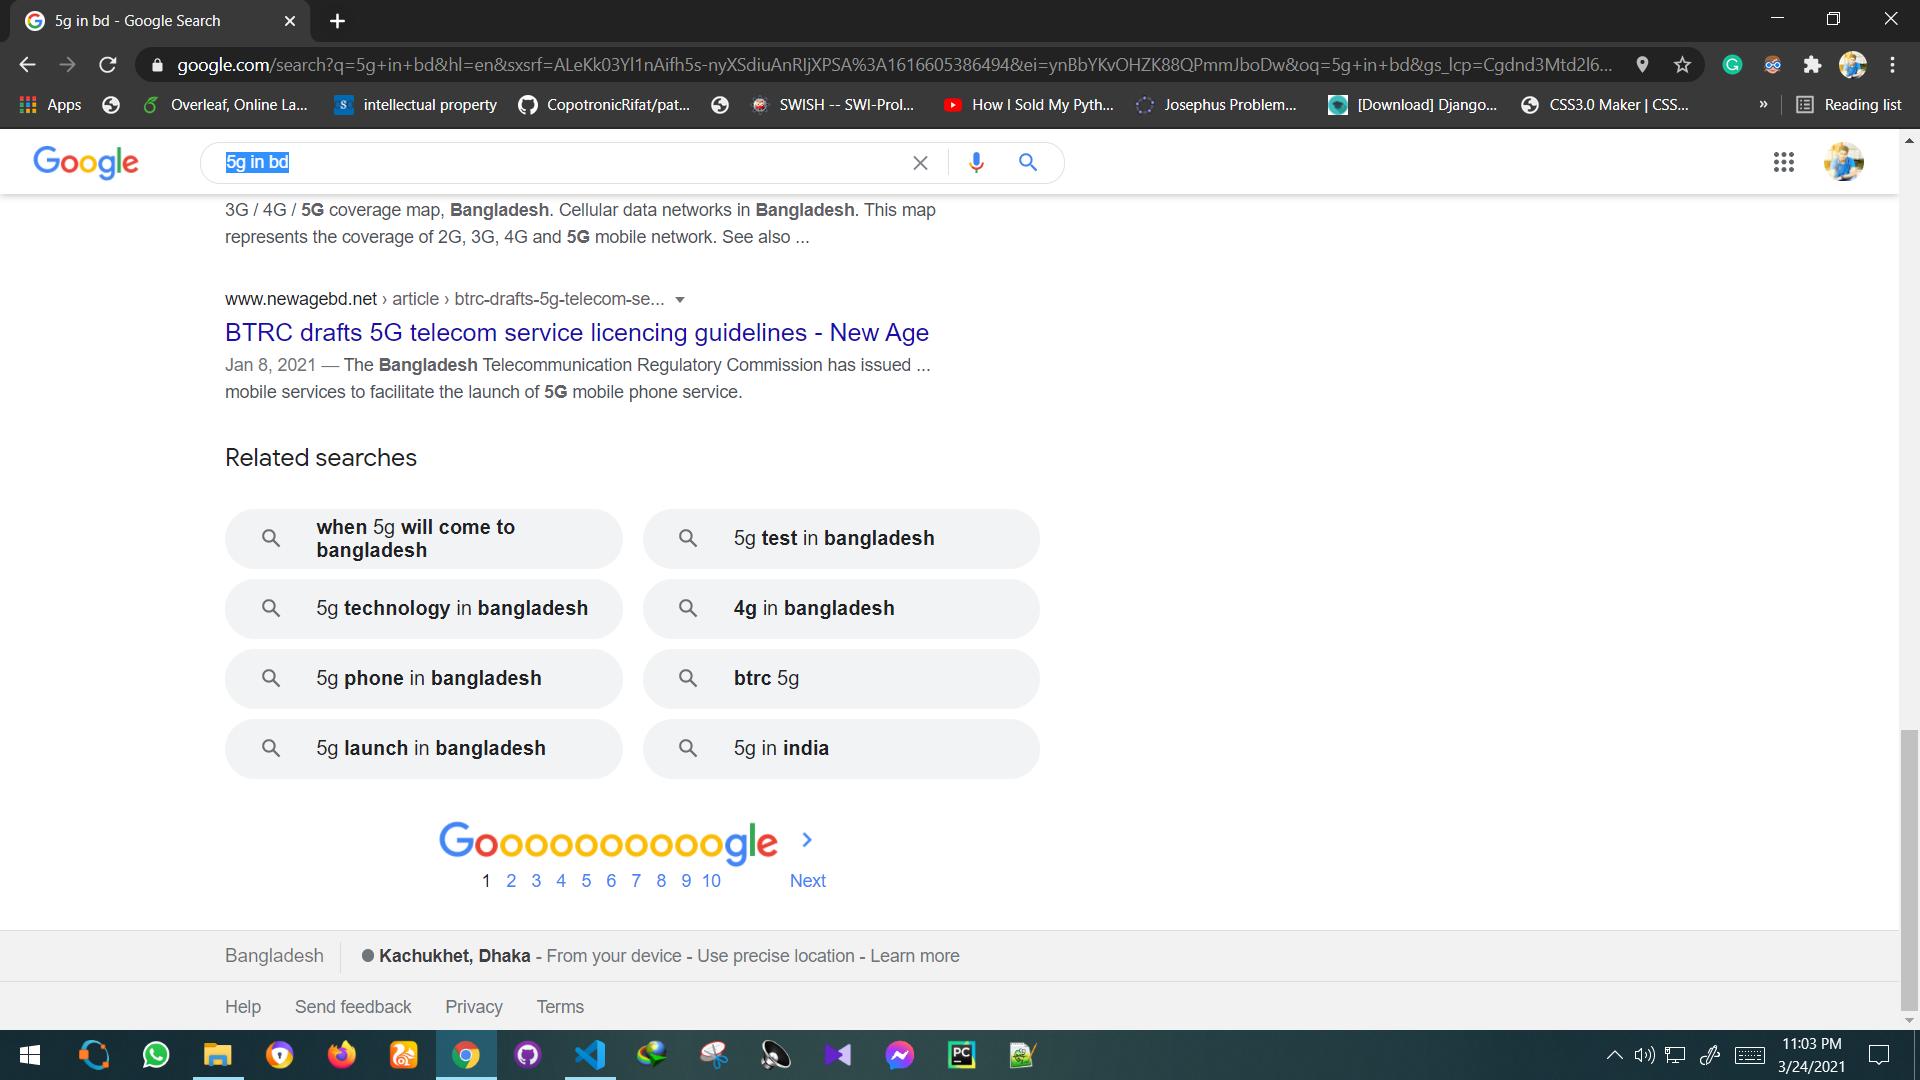 5g in bd - Google Search
google.com/search?q=5g+in+bd&hl=en&sxsrf=ALeKk03Yl1nAifh5s-nyXSdiuAnRIjXPSA%3A1616605386494&ei=ynBbYKvOHZK88QPmmJboDw&oq=5g+in+bd&gs_lcp=Cgdnd3Mtd2l6...
Apps Overleaf, Online La... intellectual property CopotronicRifat/pat... SWISH -- SWI-Prol... How I Sold My Pyth... Josephus Problem... [Download] Django... CSS3.0 Maker | CSS... » Reading list
Google 5g in bd
3G / 4G / 5G coverage map, Bangladesh. Cellular data networks in Bangladesh. This map
represents the coverage of 2G, 3G, 4G and 5G mobile network. See also ...
www.newagebd.net › article › btrc-drafts-5g-telecom-se...
BTRC drafts 5G telecom service licencing guidelines - New Age
Jan 8, 2021 — The Bangladesh Telecommunication Regulatory Commission has issued ...
mobile services to facilitate the launch of 5G mobile phone service.
Related searches
when 5g will come to
bangladesh
5g test in bangladesh
5g technology in bangladesh
4g in bangladesh
5g phone in bangladesh
btrc 5g
5g launch in bangladesh
5g in india
Goooooooooogle
1 2 3 4 5 6 7 8 9 10 Next
Bangladesh Kachukhet, Dhaka - From your device - Use precise location - Learn more
Help Send feedback Privacy Terms
PC
11:03 PM
3/24/2021